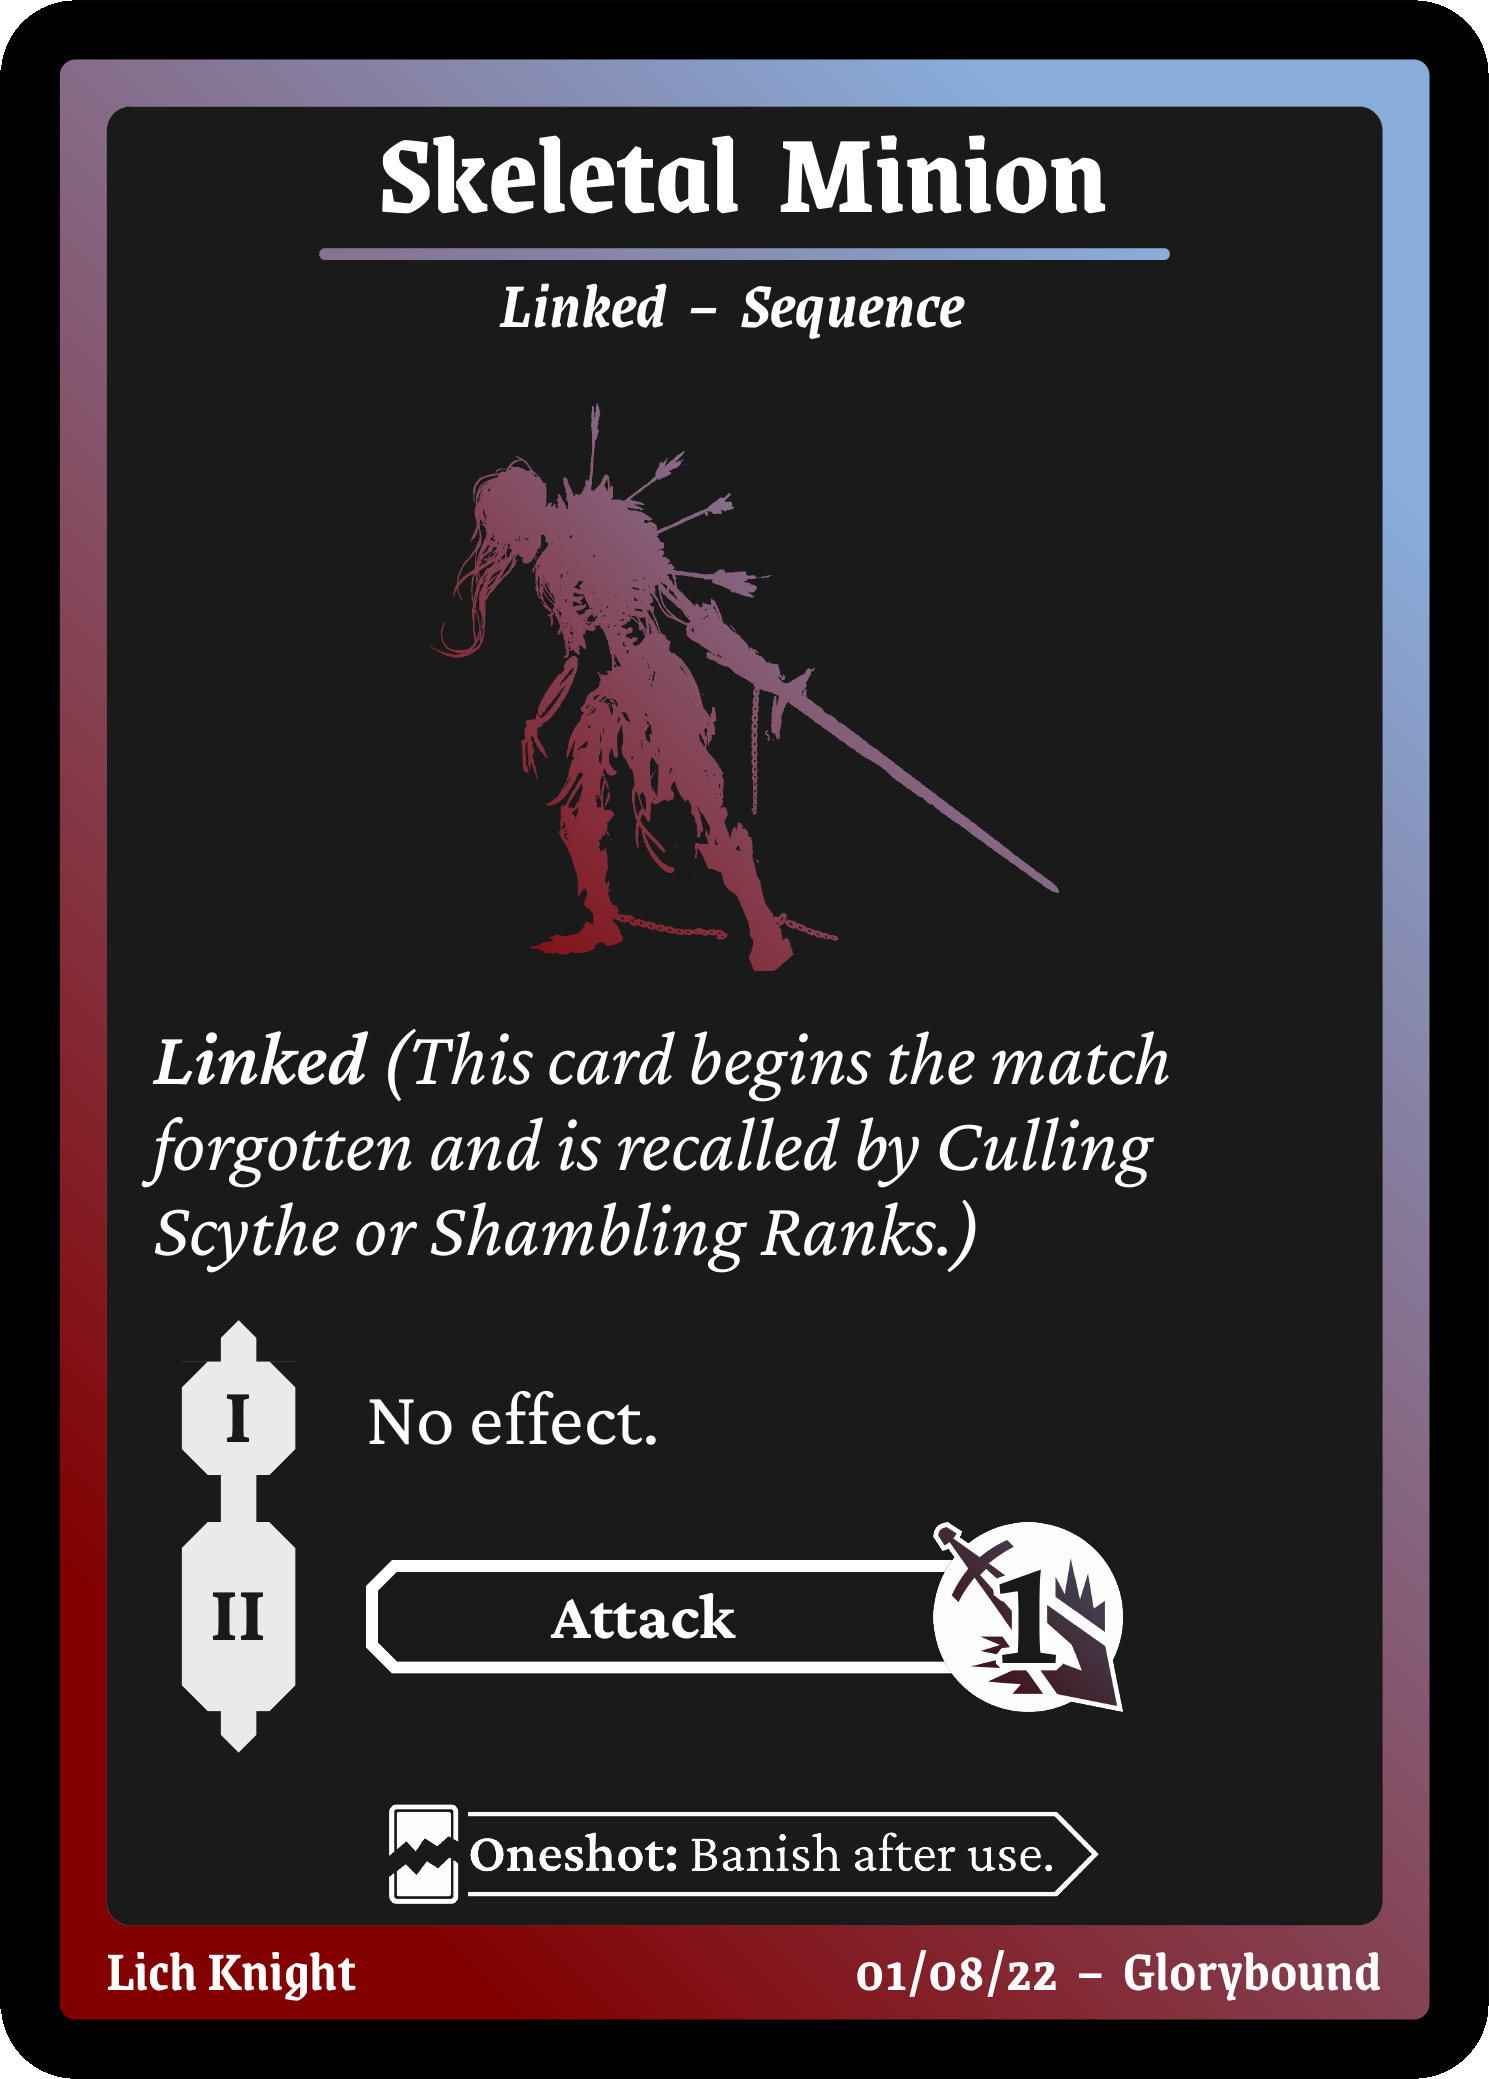 Skeletal Minion
Linked – Sequence
Linked (This card begins the match
forgotten and is recalled by Culling
Scythe or Shambling Ranks.)
I No effect.
II Attack 1
Oneshot: Banish after use.
Lich Knight 01/08/22 – Glorybound